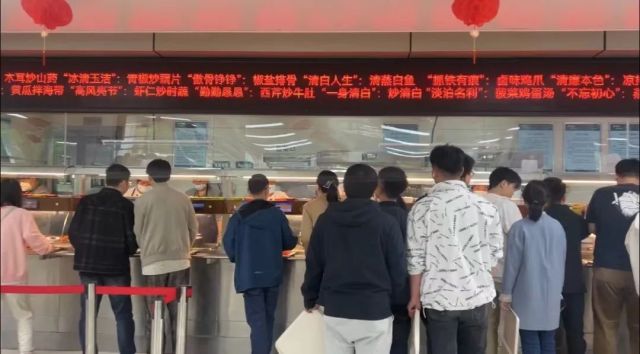 木耳炒山药“冰清玉洁”：青椒炒藕片“傲骨铮铮”：椒盐排骨“清白人生”：清蒸白鱼 “抓铁有痕”：卤味鸡爪 “清廉本色”：凉
：黄瓜拌海带“高风亮节”：虾仁炒时蔬“勤勤恳恳”：西芹炒牛肚“一身清白”：炒清白“淡泊名利”：菠菜鸡蛋汤“不忘初心”：